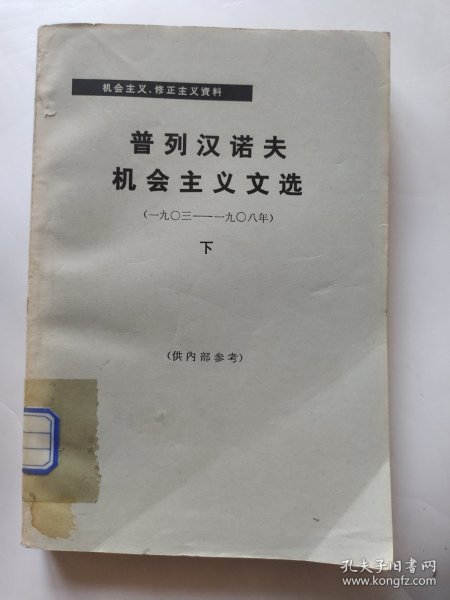 机会主义、修正主义資料
普列汉诺夫
机会主义文选
(一九〇三——一九〇八年)
下
(供内部参考)
孔夫子旧书网
www.kongfz.com